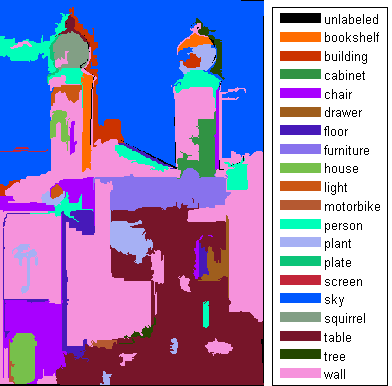 unlabeled
bookshelf
building
cabinet
chair
drawer
floor
furniture
house
light
motorbike
person
plant
plate
screen
sky
squirrel
table
tree
wall